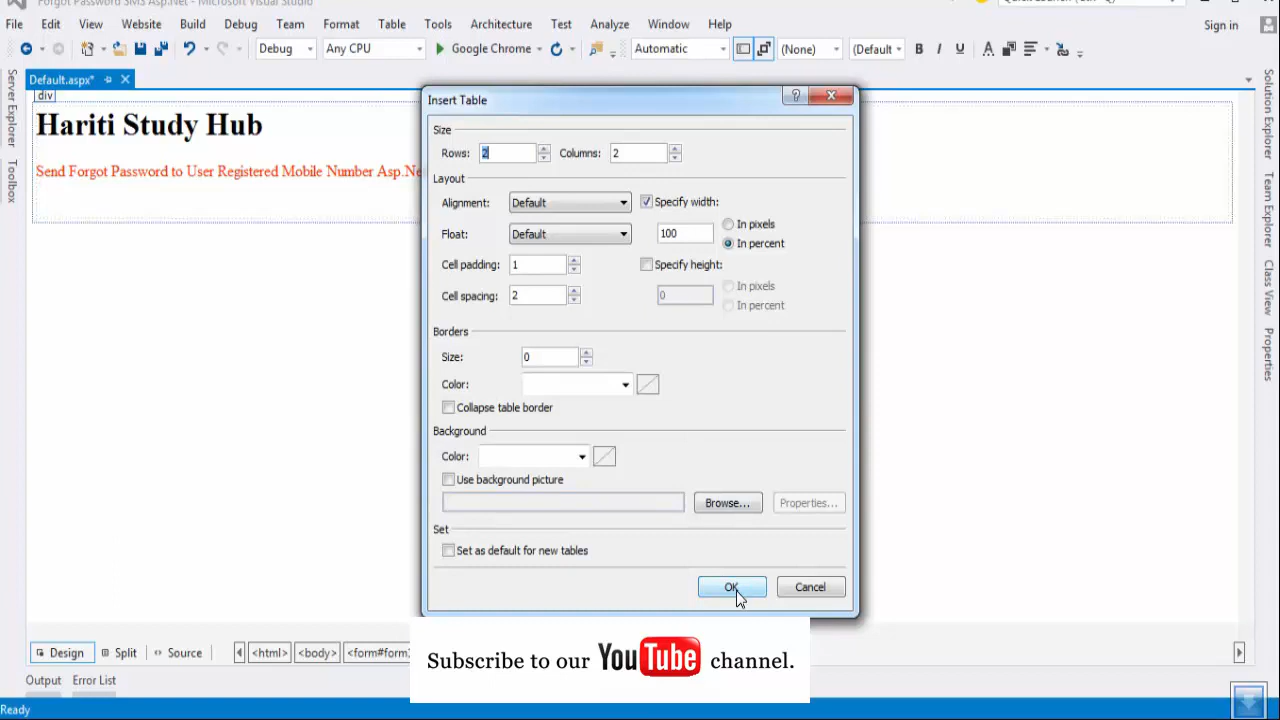 Forgot Password SMS Asp.Net - Microsoft Visual Studio
Quick Launch (Ctrl+Q)
File Edit View Website Build Debug Team Format Table Tools Architecture Test Analyze Window Help Sign in
Debug Any CPU Google Chrome Automatic (None) (Default B I U A
Default.aspx*
div
Hariti Study Hub
Send Forgot Password to User Registered Mobile Number Asp.Ne
Server Explorer
Toolbox
Insert Table
Size
Rows: 2 Columns: 2
Layout
Alignment: Default Specify width:
In pixels
Float: Default 100
In percent
Cell padding: 1 Specify height:
In pixels
Cell spacing: 2 0
In percent
Borders
Size: 0
Color:
Collapse table border
Background
Color:
Use background picture
Browse... Properties...
Set
Set as default for new tables
OK Cancel
Solution Explorer
Team Explorer
Class View
Properties
Design Split Source <html> <body> <form#form1
Subscribe to our YouTube channel.
Output Error List
Ready